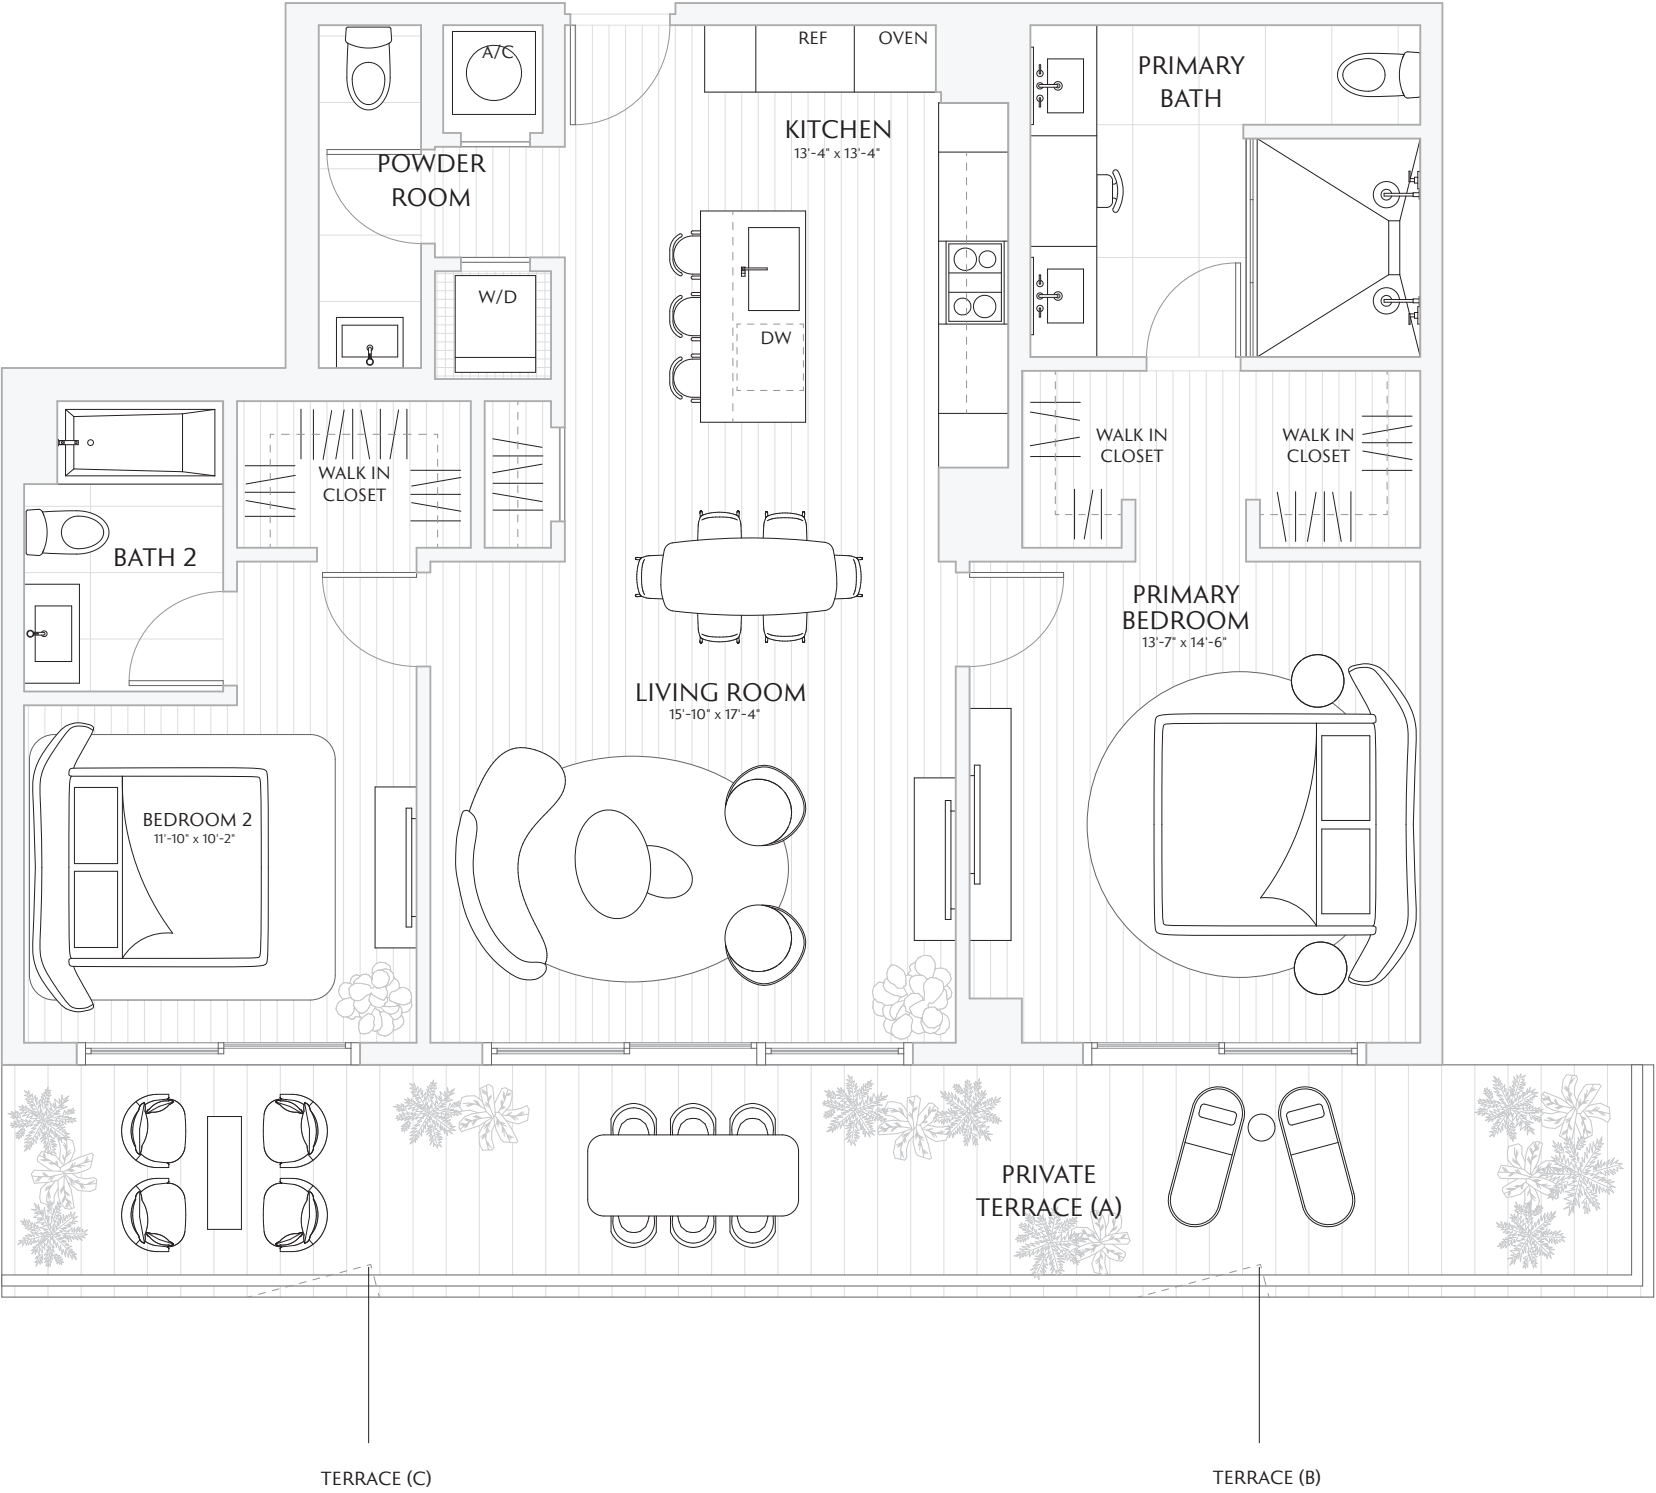 REF
OVEN
A/C
PRIMARY
BATH
KITCHEN
13'-4" x 13'-4"
POWDER
ROOM
W/D
DW
WALK IN
CLOSET
WALK IN
CLOSET
WALK IN
CLOSET
BATH 2
PRIMARY
BEDROOM
13'-7" x 14'-6"
LIVING ROOM
15'-10" x 17'-4"
BEDROOM 2
11'-10" x 10'-2"
PRIVATE
TERRACE (A)
TERRACE (C)
TERRACE (B)